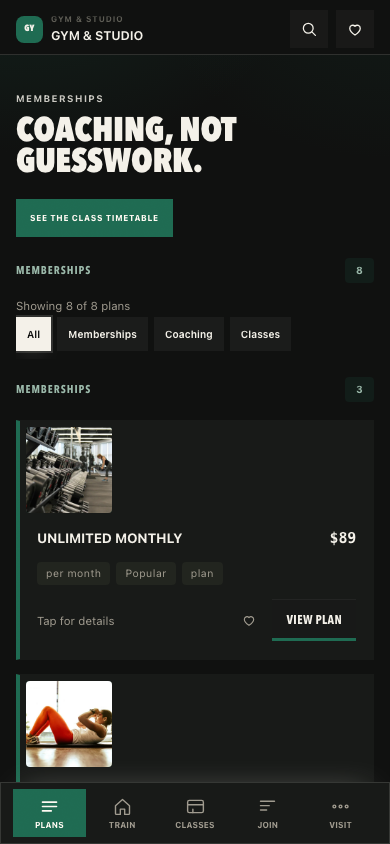 GY
GYM & STUDIO
GYM & STUDIO
MEMBERSHIPS
COACHING, NOT
GUESSWORK.
SEE THE CLASS TIMETABLE
MEMBERSHIPS
8
Showing 8 of 8 plans
All
Memberships
Coaching
Classes
MEMBERSHIPS
3
UNLIMITED MONTHLY
$89
per month
Popular
plan
Tap for details
VIEW PLAN
PLANS
TRAIN
CLASSES
JOIN
VISIT